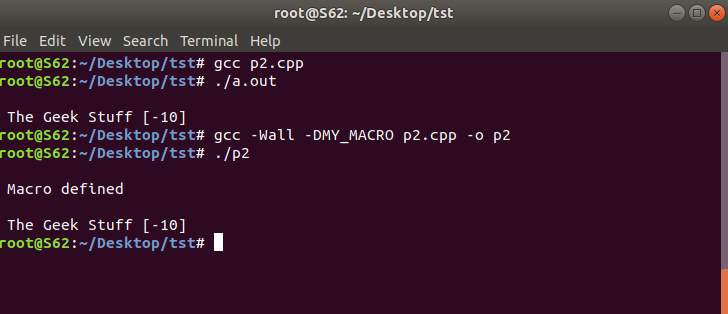 root@S62: ~/Desktop/tst
File Edit View Search Terminal Help
root@S62:~/Desktop/tst# gcc p2.cpp
root@S62:~/Desktop/tst# ./a.out
The Geek Stuff [-10]
root@S62:~/Desktop/tst# gcc -Wall -DMY_MACRO p2.cpp -o p2
root@S62:~/Desktop/tst# ./p2
Macro defined
The Geek Stuff [-10]
root@S62:~/Desktop/tst#